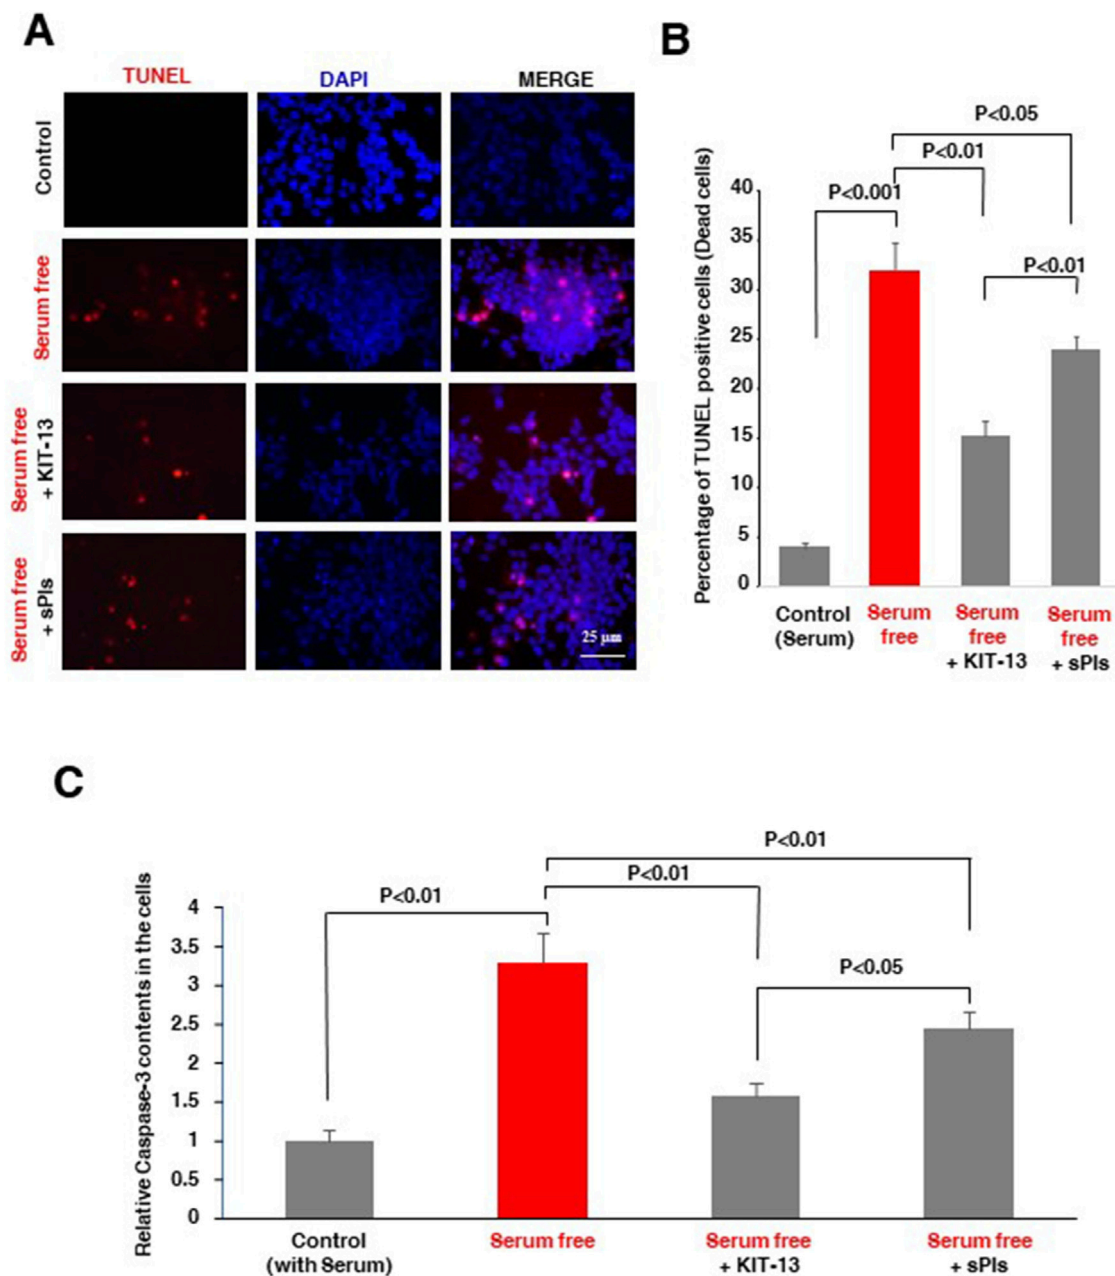 A
TUNEL
DAPI
MERGE
Control
Serum free
Serum free
+ KIT-13
Serum free
+ sPls
25 μm
B
P<0.05
P<0.01
P<0.001
P<0.01
Percentage of TUNEL positive cells (Dead cells)
40
35
30
25
20
15
10
5
0
Control
(Serum)
Serum
free
Serum
free
+ KIT-13
Serum
free
+ sPls
C
P<0.01
P<0.01
P<0.01
P<0.05
Relative Caspase-3 contents in the cells
4
3.5
3
2.5
2
1.5
1
0.5
0
Control
(with Serum)
Serum free
Serum free
+ KIT-13
Serum free
+ sPls